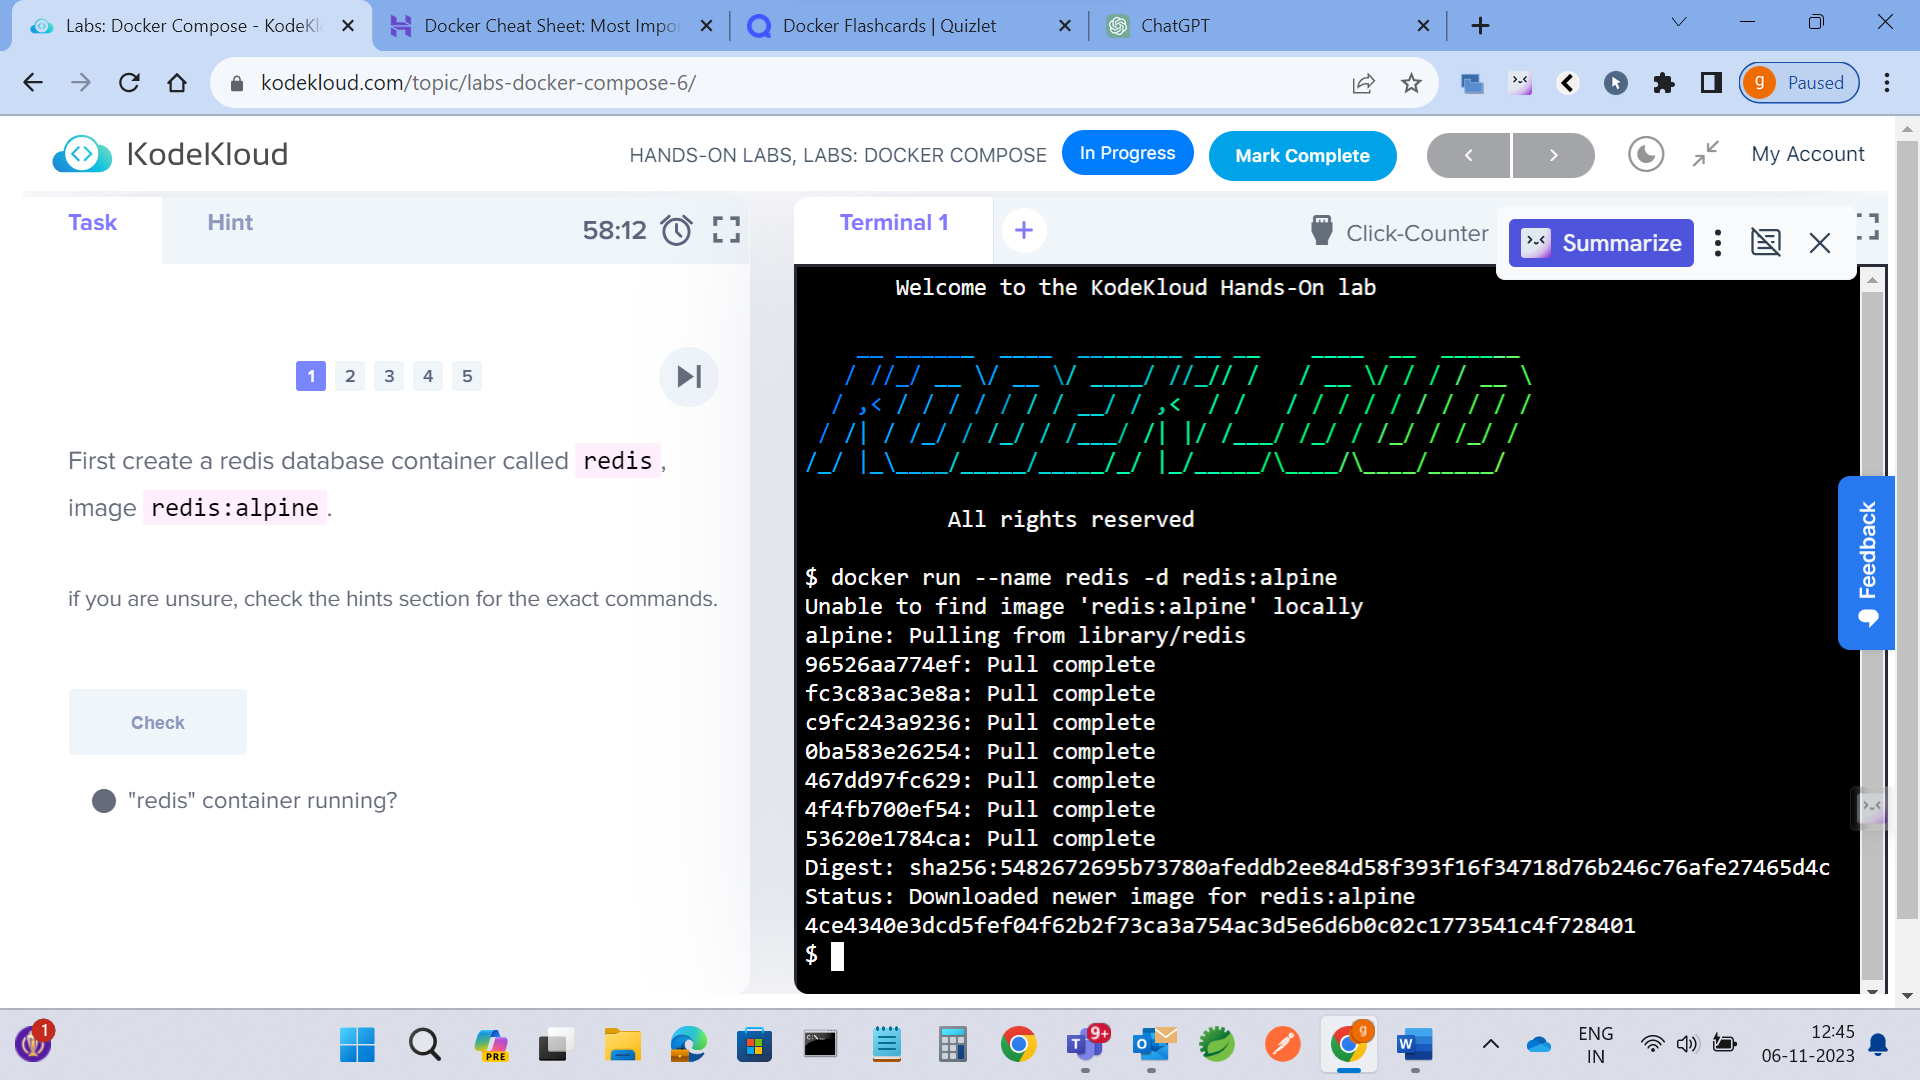 Labs: Docker Compose - KodeKl
Docker Cheat Sheet: Most Impo
Docker Flashcards | Quizlet
ChatGPT
kodekloud.com/topic/labs-docker-compose-6/
g Paused
KodeKloud
HANDS-ON LABS, LABS: DOCKER COMPOSE
In Progress
Mark Complete
My Account
Task
Hint
58:12
Terminal 1
+
Click-Counter
Summarize
1 2 3 4 5
First create a redis database container called redis,
image redis:alpine.
if you are unsure, check the hints section for the exact commands.
Check
"redis" container running?
Welcome to the KodeKloud Hands-On lab
KODEKLOUD
All rights reserved
$ docker run --name redis -d redis:alpine
Unable to find image 'redis:alpine' locally
alpine: Pulling from library/redis
96526aa774ef: Pull complete
fc3c83ac3e8a: Pull complete
c9fc243a9236: Pull complete
0ba583e26254: Pull complete
467dd97fc629: Pull complete
4f4fb700ef54: Pull complete
53620e1784ca: Pull complete
Digest: sha256:5482672695b73780afeddb2ee84d58f393f16f34718d76b246c76afe27465d4c
Status: Downloaded newer image for redis:alpine
4ce4340e3dcd5fef04f62b2f73ca3a754ac3d5e6d6b0c02c1773541c4f728401
$
Feedback
1
PRE
9+
g
ENG
IN
12:45
06-11-2023